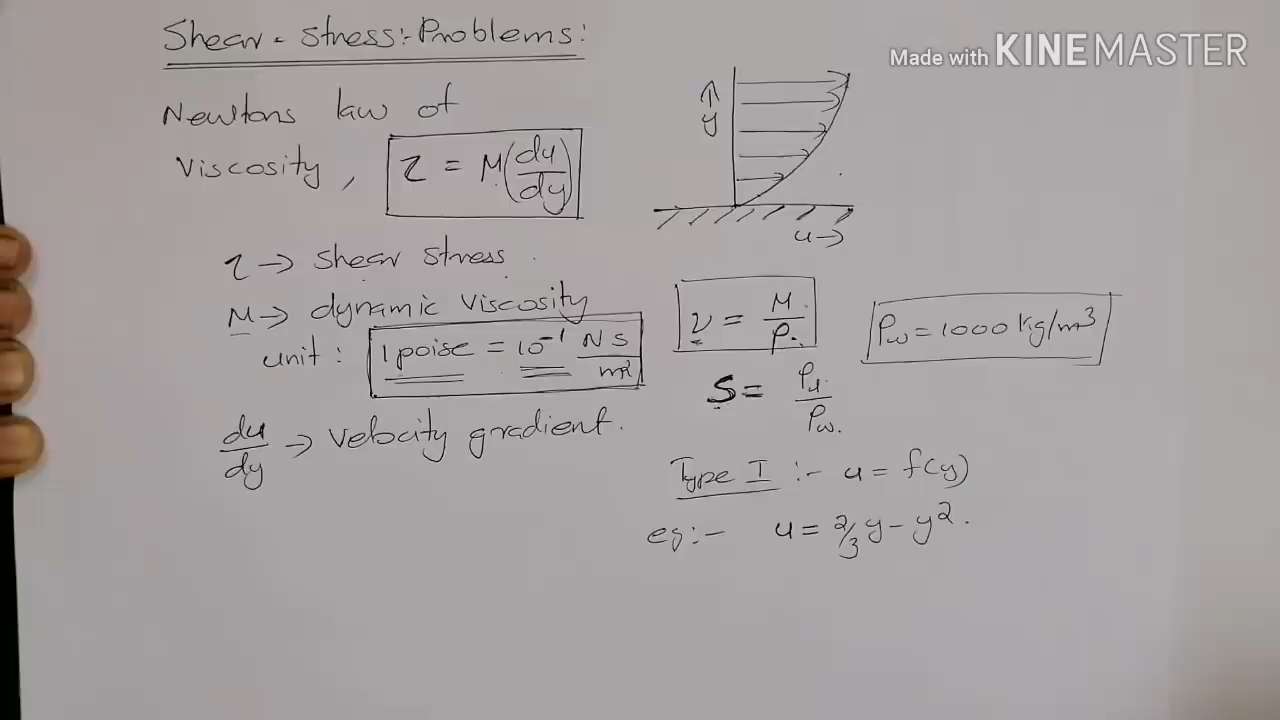 Shear - stress:- Problems:
Made with KINEMASTER
Newtons law of
viscosity, τ = μ(du/dy)
↑
y
u→
τ → shear stress.
μ → dynamic viscosity
unit: 1 poise = 10⁻¹ NS/m²
ν = μ/ρ
ρw = 1000 kg/m³
S = ρl/ρw.
du/dy → velocity gradient.
Type I :- u = f(y)
eg:- u = 2/3 y - y².